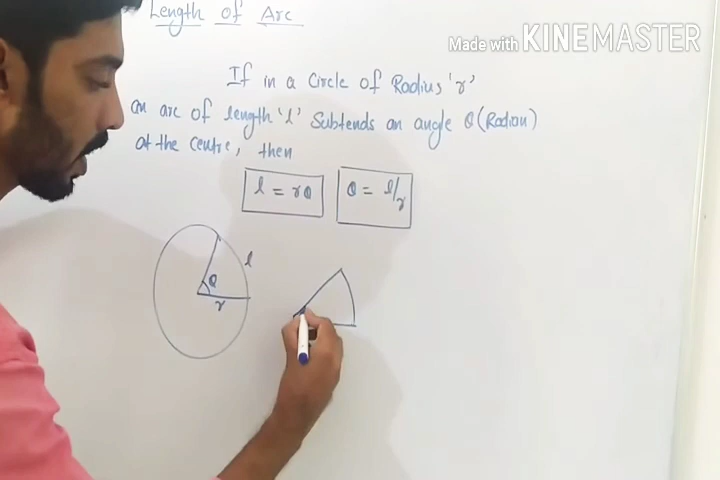 Length of Arc
Made with KINEMASTER
If in a Circle of Radius 'r'
an arc of length 'l' Subtends an angle θ (Radian)
at the centre, then
l = rθ
θ = l/r
l
θ
r